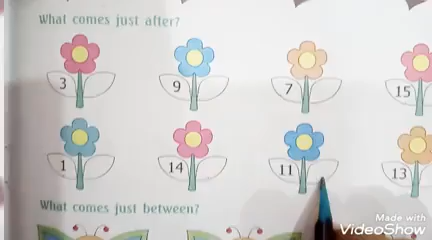 What comes just after?
3 9 7 15
1 14 11 13
What comes just between?
Made with
VideoShow